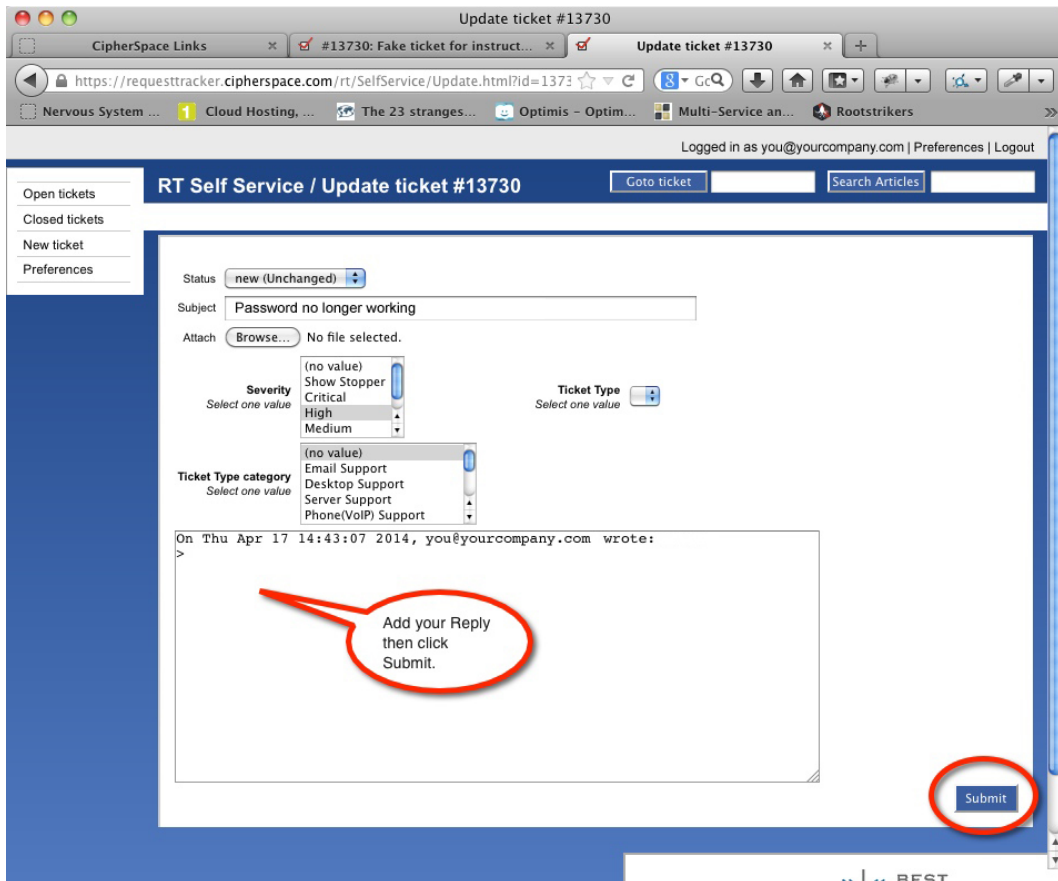 Update ticket #13730
CipherSpace Links
#13730: Fake ticket for instruct...
Update ticket #13730
https://requesttracker.cipherspace.com/rt/SelfService/Update.html?id=1373
Nervous System ...
1 Cloud Hosting, ...
The 23 stranges...
Optimis - Optim...
Multi-Service an...
Rootstrikers
Logged in as you@yourcompany.com | Preferences | Logout
Open tickets
Closed tickets
New ticket
Preferences
RT Self Service / Update ticket #13730
Goto ticket
Search Articles
Status new (Unchanged)
Subject Password no longer working
Attach Browse... No file selected.
Severity
Select one value
(no value)
Show Stopper
Critical
High
Medium
Ticket Type
Select one value
Ticket Type category
Select one value
(no value)
Email Support
Desktop Support
Server Support
Phone(VoIP) Support
On Thu Apr 17 14:43:07 2014, you@yourcompany.com wrote:
>
Add your Reply
then click
Submit.
Submit
BEST